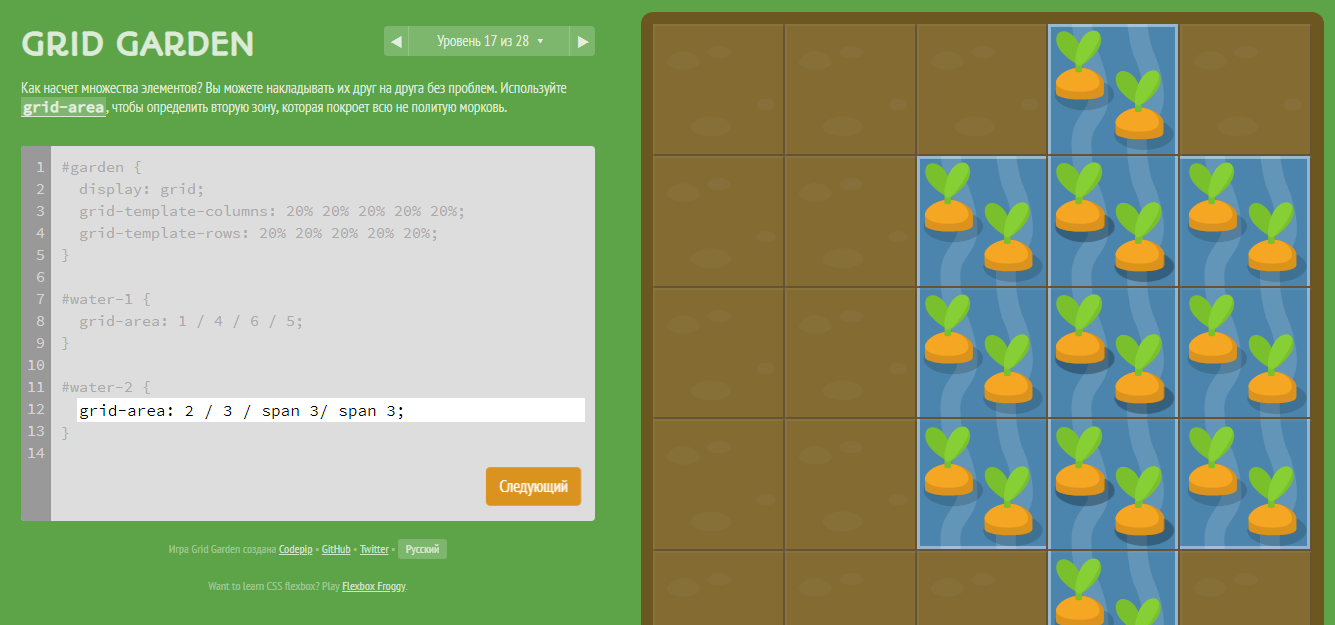 GRID GARDEN
◀ Уровень 17 из 28 ▾ ▶
Как насчет множества элементов? Вы можете накладывать их друг на друга без проблем. Используйте
grid-area, чтобы определить вторую зону, которая покроет всю не политую морковь.
1 #garden {
2 display: grid;
3 grid-template-columns: 20% 20% 20% 20% 20%;
4 grid-template-rows: 20% 20% 20% 20% 20%;
5 }
6
7 #water-1 {
8 grid-area: 1 / 4 / 6 / 5;
9 }
10
11 #water-2 {
12 grid-area: 2 / 3 / span 3/ span 3;
13 }
14
Следующий
Игра Grid Garden создана Codepip • GitHub • Twitter • Русский
Want to learn CSS flexbox? Play Flexbox Froggy.